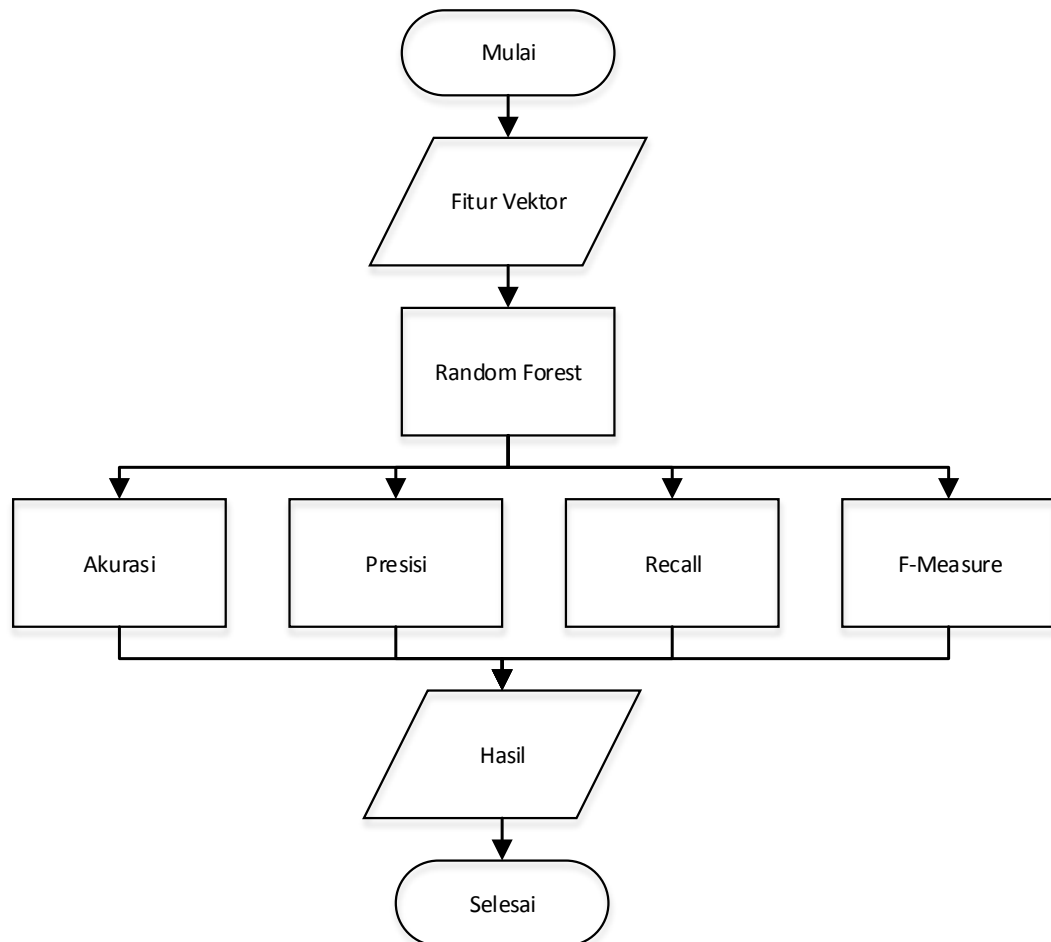 Mulai
Fitur Vektor
Random Forest
Akurasi
Presisi
Recall
F-Measure
Hasil
Selesai